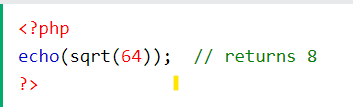 <?php
echo(sqrt(64));  // returns 8
?>